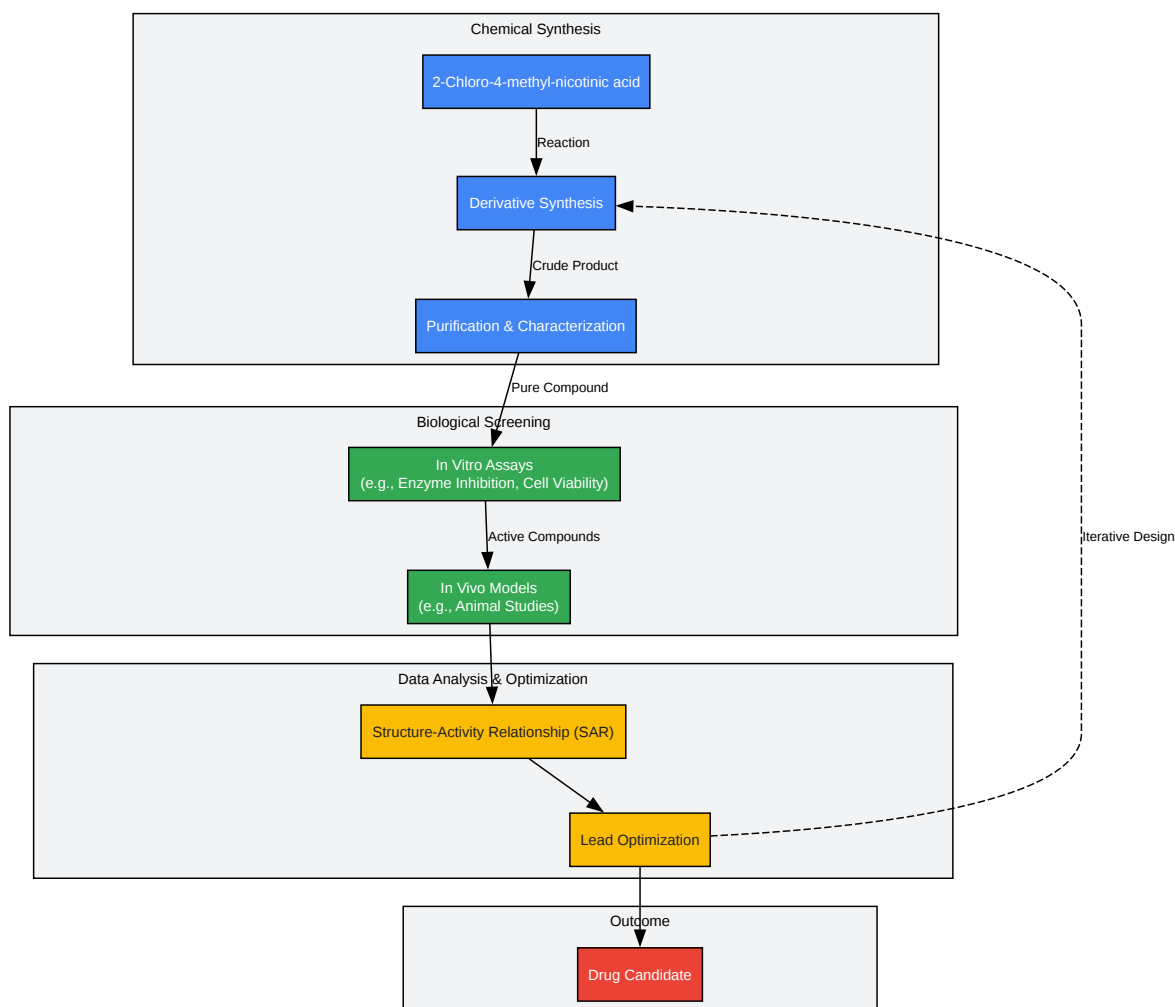 Chemical Synthesis
2-Chloro-4-methyl-nicotinic acid
Reaction
Derivative Synthesis
Crude Product
Purification & Characterization
Pure Compound
Biological Screening
In Vitro Assays
(e.g., Enzyme Inhibition, Cell Viability)
Active Compounds
Iterative Design
In Vivo Models
(e.g., Animal Studies)
Data Analysis & Optimization
Structure-Activity Relationship (SAR)
Lead Optimization
Outcome
Drug Candidate